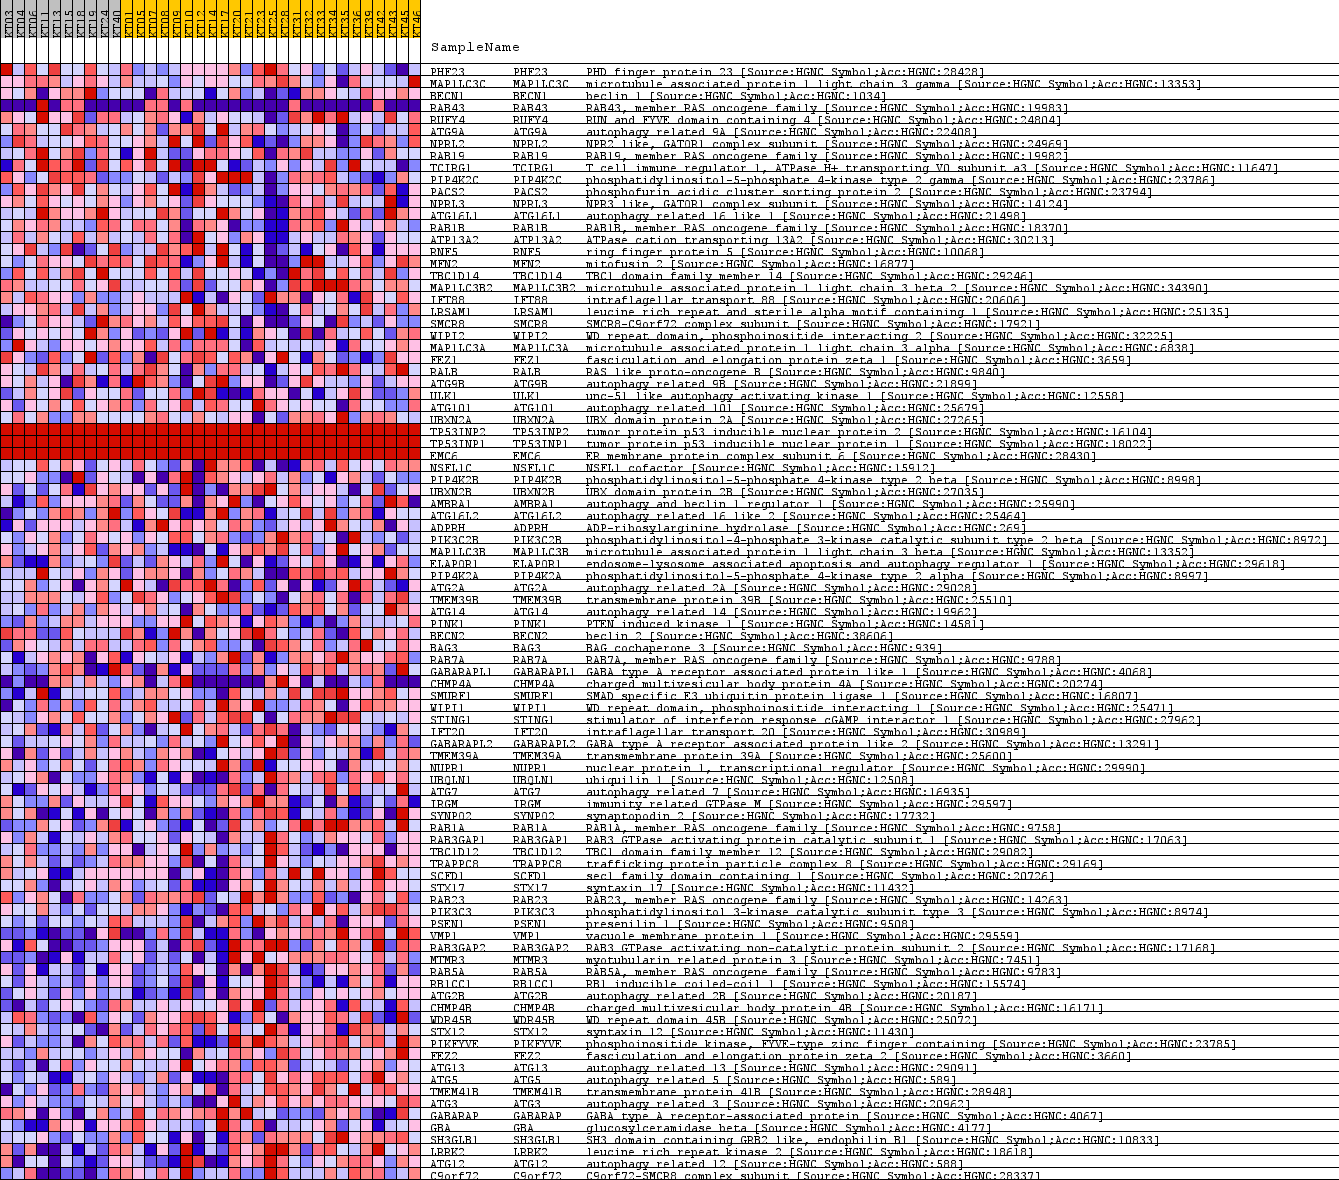 KT03 KT04 KT06 KT11 KT13 KT15 KT18 KT19 KT24 KT40 KT01 KT05 KT07 KT08 KT09 KT10 KT12 KT14 KT17 KT20 KT21 KT23 KT25 KT28 KT31 KT32 KT33 KT34 KT35 KT36 KT39 KT42 KT43 KT45 KT46
SampleName
PHF23 PHF23 PHD finger protein 23 [Source:HGNC Symbol;Acc:HGNC:28428]
MAP1LC3C MAP1LC3C microtubule associated protein 1 light chain 3 gamma [Source:HGNC Symbol;Acc:HGNC:13353]
BECN1 BECN1 beclin 1 [Source:HGNC Symbol;Acc:HGNC:1034]
RAB43 RAB43 RAB43, member RAS oncogene family [Source:HGNC Symbol;Acc:HGNC:19983]
RUFY4 RUFY4 RUN and FYVE domain containing 4 [Source:HGNC Symbol;Acc:HGNC:24804]
ATG9A ATG9A autophagy related 9A [Source:HGNC Symbol;Acc:HGNC:22408]
NPRL2 NPRL2 NPR2 like, GATOR1 complex subunit [Source:HGNC Symbol;Acc:HGNC:24969]
RAB19 RAB19 RAB19, member RAS oncogene family [Source:HGNC Symbol;Acc:HGNC:19982]
TCIRG1 TCIRG1 T cell immune regulator 1, ATPase H+ transporting V0 subunit a3 [Source:HGNC Symbol;Acc:HGNC:11647]
PIP4K2C PIP4K2C phosphatidylinositol-5-phosphate 4-kinase type 2 gamma [Source:HGNC Symbol;Acc:HGNC:23786]
PACS2 PACS2 phosphofurin acidic cluster sorting protein 2 [Source:HGNC Symbol;Acc:HGNC:23794]
NPRL3 NPRL3 NPR3 like, GATOR1 complex subunit [Source:HGNC Symbol;Acc:HGNC:14124]
ATG16L1 ATG16L1 autophagy related 16 like 1 [Source:HGNC Symbol;Acc:HGNC:21498]
RAB1B RAB1B RAB1B, member RAS oncogene family [Source:HGNC Symbol;Acc:HGNC:18370]
ATP13A2 ATP13A2 ATPase cation transporting 13A2 [Source:HGNC Symbol;Acc:HGNC:30213]
RNF5 RNF5 ring finger protein 5 [Source:HGNC Symbol;Acc:HGNC:10068]
MFN2 MFN2 mitofusin 2 [Source:HGNC Symbol;Acc:HGNC:16877]
TBC1D14 TBC1D14 TBC1 domain family member 14 [Source:HGNC Symbol;Acc:HGNC:29246]
MAP1LC3B2 MAP1LC3B2 microtubule associated protein 1 light chain 3 beta 2 [Source:HGNC Symbol;Acc:HGNC:34390]
IFT88 IFT88 intraflagellar transport 88 [Source:HGNC Symbol;Acc:HGNC:20606]
LRSAM1 LRSAM1 leucine rich repeat and sterile alpha motif containing 1 [Source:HGNC Symbol;Acc:HGNC:25135]
SMCR8 SMCR8 SMCR8-C9orf72 complex subunit [Source:HGNC Symbol;Acc:HGNC:17921]
WIPI2 WIPI2 WD repeat domain, phosphoinositide interacting 2 [Source:HGNC Symbol;Acc:HGNC:32225]
MAP1LC3A MAP1LC3A microtubule associated protein 1 light chain 3 alpha [Source:HGNC Symbol;Acc:HGNC:6838]
FEZ1 FEZ1 fasciculation and elongation protein zeta 1 [Source:HGNC Symbol;Acc:HGNC:3659]
RALB RALB RAS like proto-oncogene B [Source:HGNC Symbol;Acc:HGNC:9840]
ATG9B ATG9B autophagy related 9B [Source:HGNC Symbol;Acc:HGNC:21899]
ULK1 ULK1 unc-51 like autophagy activating kinase 1 [Source:HGNC Symbol;Acc:HGNC:12558]
ATG101 ATG101 autophagy related 101 [Source:HGNC Symbol;Acc:HGNC:25679]
UBXN2A UBXN2A UBX domain protein 2A [Source:HGNC Symbol;Acc:HGNC:27265]
TP53INP2 TP53INP2 tumor protein p53 inducible nuclear protein 2 [Source:HGNC Symbol;Acc:HGNC:16104]
TP53INP1 TP53INP1 tumor protein p53 inducible nuclear protein 1 [Source:HGNC Symbol;Acc:HGNC:18022]
EMC6 EMC6 ER membrane protein complex subunit 6 [Source:HGNC Symbol;Acc:HGNC:28430]
NSFL1C NSFL1C NSFL1 cofactor [Source:HGNC Symbol;Acc:HGNC:15912]
PIP4K2B PIP4K2B phosphatidylinositol-5-phosphate 4-kinase type 2 beta [Source:HGNC Symbol;Acc:HGNC:8998]
UBXN2B UBXN2B UBX domain protein 2B [Source:HGNC Symbol;Acc:HGNC:27035]
AMBRA1 AMBRA1 autophagy and beclin 1 regulator 1 [Source:HGNC Symbol;Acc:HGNC:25990]
ATG16L2 ATG16L2 autophagy related 16 like 2 [Source:HGNC Symbol;Acc:HGNC:25464]
ADPRH ADPRH ADP-ribosylarginine hydrolase [Source:HGNC Symbol;Acc:HGNC:269]
PIK3C2B PIK3C2B phosphatidylinositol-4-phosphate 3-kinase catalytic subunit type 2 beta [Source:HGNC Symbol;Acc:HGNC:8972]
MAP1LC3B MAP1LC3B microtubule associated protein 1 light chain 3 beta [Source:HGNC Symbol;Acc:HGNC:13352]
ELAPOR1 ELAPOR1 endosome-lysosome associated apoptosis and autophagy regulator 1 [Source:HGNC Symbol;Acc:HGNC:29618]
PIP4K2A PIP4K2A phosphatidylinositol-5-phosphate 4-kinase type 2 alpha [Source:HGNC Symbol;Acc:HGNC:8997]
ATG2A ATG2A autophagy related 2A [Source:HGNC Symbol;Acc:HGNC:29028]
TMEM39B TMEM39B transmembrane protein 39B [Source:HGNC Symbol;Acc:HGNC:25510]
ATG14 ATG14 autophagy related 14 [Source:HGNC Symbol;Acc:HGNC:19962]
PINK1 PINK1 PTEN induced kinase 1 [Source:HGNC Symbol;Acc:HGNC:14581]
BECN2 BECN2 beclin 2 [Source:HGNC Symbol;Acc:HGNC:38606]
BAG3 BAG3 BAG cochaperone 3 [Source:HGNC Symbol;Acc:HGNC:939]
RAB7A RAB7A RAB7A, member RAS oncogene family [Source:HGNC Symbol;Acc:HGNC:9788]
GABARAPL1 GABARAPL1 GABA type A receptor associated protein like 1 [Source:HGNC Symbol;Acc:HGNC:4068]
CHMP4A CHMP4A charged multivesicular body protein 4A [Source:HGNC Symbol;Acc:HGNC:20274]
SMURF1 SMURF1 SMAD specific E3 ubiquitin protein ligase 1 [Source:HGNC Symbol;Acc:HGNC:16807]
WIPI1 WIPI1 WD repeat domain, phosphoinositide interacting 1 [Source:HGNC Symbol;Acc:HGNC:25471]
STING1 STING1 stimulator of interferon response cGAMP interactor 1 [Source:HGNC Symbol;Acc:HGNC:27962]
IFT20 IFT20 intraflagellar transport 20 [Source:HGNC Symbol;Acc:HGNC:30989]
GABARAPL2 GABARAPL2 GABA type A receptor associated protein like 2 [Source:HGNC Symbol;Acc:HGNC:13291]
TMEM39A TMEM39A transmembrane protein 39A [Source:HGNC Symbol;Acc:HGNC:25600]
NUPR1 NUPR1 nuclear protein 1, transcriptional regulator [Source:HGNC Symbol;Acc:HGNC:29990]
UBQLN1 UBQLN1 ubiquilin 1 [Source:HGNC Symbol;Acc:HGNC:12508]
ATG7 ATG7 autophagy related 7 [Source:HGNC Symbol;Acc:HGNC:16935]
IRGM IRGM immunity related GTPase M [Source:HGNC Symbol;Acc:HGNC:29597]
SYNPO2 SYNPO2 synaptopodin 2 [Source:HGNC Symbol;Acc:HGNC:17732]
RAB1A RAB1A RAB1A, member RAS oncogene family [Source:HGNC Symbol;Acc:HGNC:9758]
RAB3GAP1 RAB3GAP1 RAB3 GTPase activating protein catalytic subunit 1 [Source:HGNC Symbol;Acc:HGNC:17063]
TBC1D12 TBC1D12 TBC1 domain family member 12 [Source:HGNC Symbol;Acc:HGNC:29082]
TRAPPC8 TRAPPC8 trafficking protein particle complex 8 [Source:HGNC Symbol;Acc:HGNC:29169]
SCFD1 SCFD1 sec1 family domain containing 1 [Source:HGNC Symbol;Acc:HGNC:20726]
STX17 STX17 syntaxin 17 [Source:HGNC Symbol;Acc:HGNC:11432]
RAB23 RAB23 RAB23, member RAS oncogene family [Source:HGNC Symbol;Acc:HGNC:14263]
PIK3C3 PIK3C3 phosphatidylinositol 3-kinase catalytic subunit type 3 [Source:HGNC Symbol;Acc:HGNC:8974]
PSEN1 PSEN1 presenilin 1 [Source:HGNC Symbol;Acc:HGNC:9508]
VMP1 VMP1 vacuole membrane protein 1 [Source:HGNC Symbol;Acc:HGNC:29559]
RAB3GAP2 RAB3GAP2 RAB3 GTPase activating non-catalytic protein subunit 2 [Source:HGNC Symbol;Acc:HGNC:17168]
MTMR3 MTMR3 myotubularin related protein 3 [Source:HGNC Symbol;Acc:HGNC:7451]
RAB5A RAB5A RAB5A, member RAS oncogene family [Source:HGNC Symbol;Acc:HGNC:9783]
RB1CC1 RB1CC1 RB1 inducible coiled-coil 1 [Source:HGNC Symbol;Acc:HGNC:15574]
ATG2B ATG2B autophagy related 2B [Source:HGNC Symbol;Acc:HGNC:20187]
CHMP4B CHMP4B charged multivesicular body protein 4B [Source:HGNC Symbol;Acc:HGNC:16171]
WDR45B WDR45B WD repeat domain 45B [Source:HGNC Symbol;Acc:HGNC:25072]
STX12 STX12 syntaxin 12 [Source:HGNC Symbol;Acc:HGNC:11430]
PIKFYVE PIKFYVE phosphoinositide kinase, FYVE-type zinc finger containing [Source:HGNC Symbol;Acc:HGNC:23785]
FEZ2 FEZ2 fasciculation and elongation protein zeta 2 [Source:HGNC Symbol;Acc:HGNC:3660]
ATG13 ATG13 autophagy related 13 [Source:HGNC Symbol;Acc:HGNC:29091]
ATG5 ATG5 autophagy related 5 [Source:HGNC Symbol;Acc:HGNC:589]
TMEM41B TMEM41B transmembrane protein 41B [Source:HGNC Symbol;Acc:HGNC:28948]
ATG3 ATG3 autophagy related 3 [Source:HGNC Symbol;Acc:HGNC:20962]
GABARAP GABARAP GABA type A receptor-associated protein [Source:HGNC Symbol;Acc:HGNC:4067]
GBA GBA glucosylceramidase beta [Source:HGNC Symbol;Acc:HGNC:4177]
SH3GLB1 SH3GLB1 SH3 domain containing GRB2 like, endophilin B1 [Source:HGNC Symbol;Acc:HGNC:10833]
LRRK2 LRRK2 leucine rich repeat kinase 2 [Source:HGNC Symbol;Acc:HGNC:18618]
ATG12 ATG12 autophagy related 12 [Source:HGNC Symbol;Acc:HGNC:588]
C9orf72 C9orf72 C9orf72-SMCR8 complex subunit [Source:HGNC Symbol;Acc:HGNC:28337]